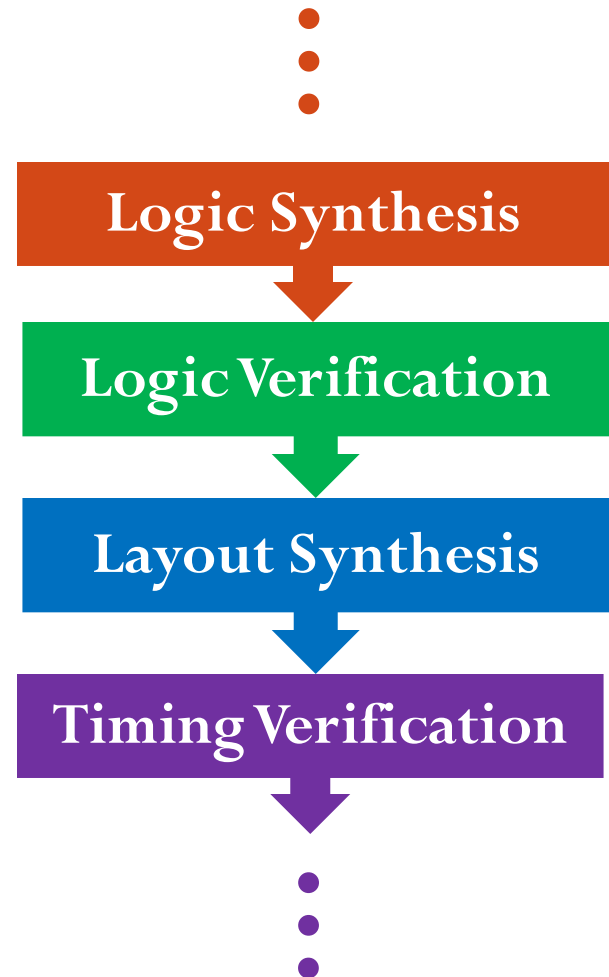 Logic Synthesis
Logic Verification
Layout Synthesis
Timing Verification